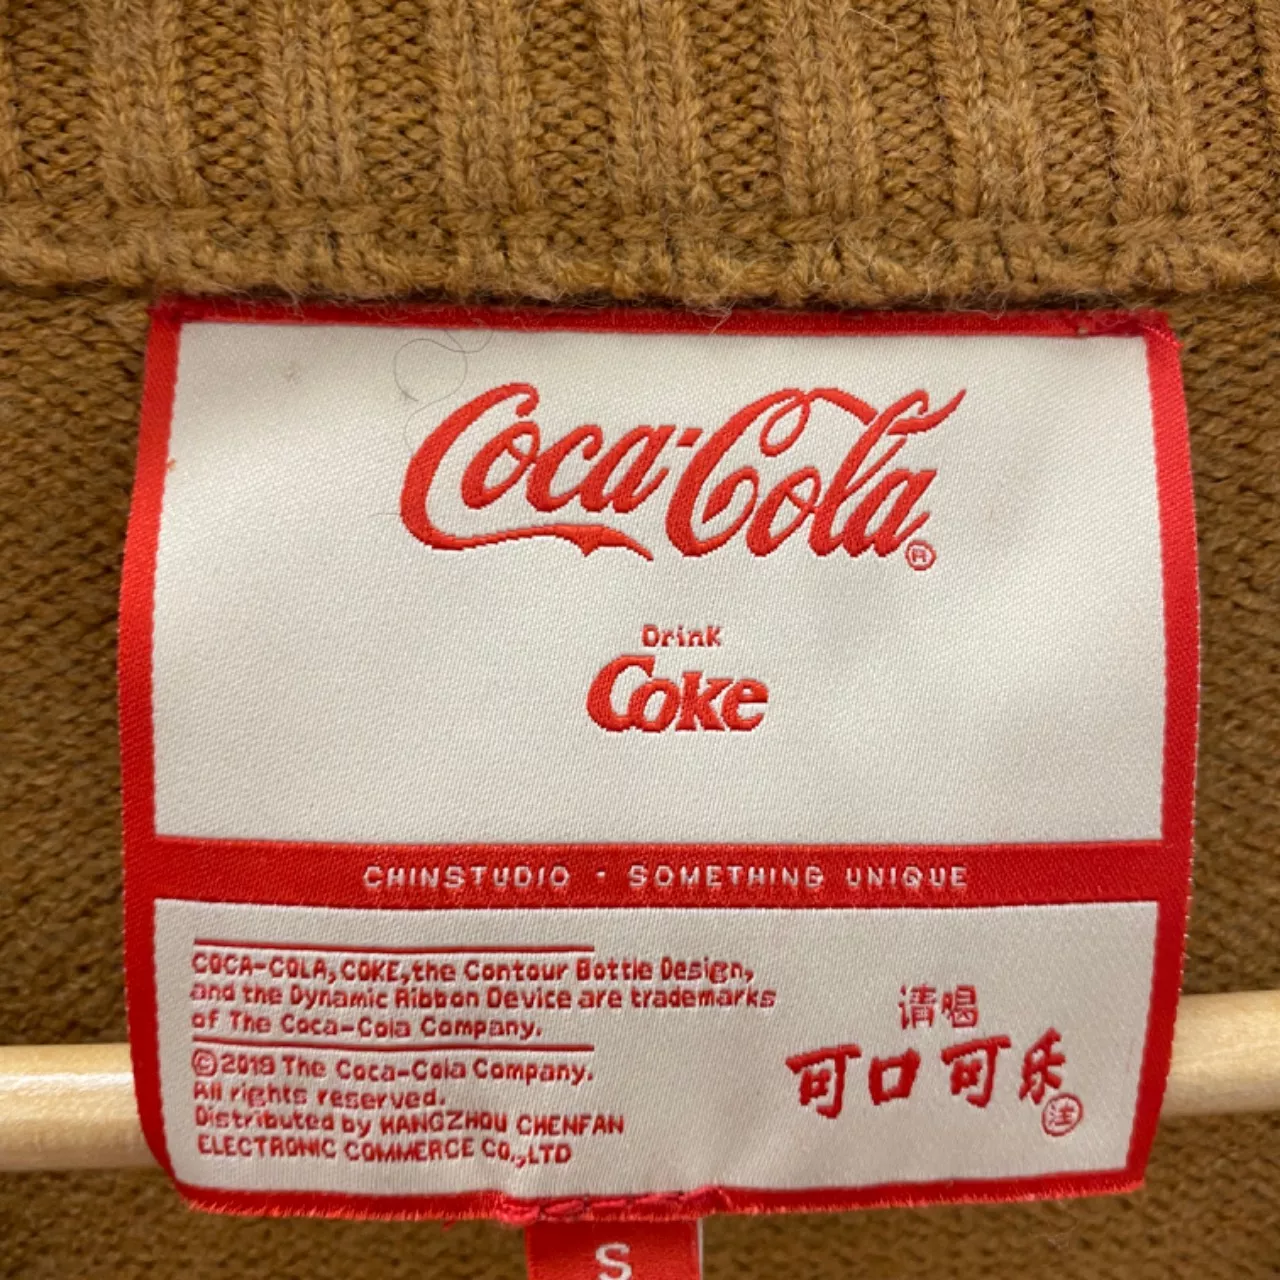 Coca-Cola®
Drink
Coke
CHINSTUDIO · SOMETHING UNIQUE
COCA-COLA, COKE, the Contour Bottle Design,
and the Dynamic Ribbon Device are trademarks
of The Coca-Cola Company.
©2019 The Coca-Cola Company.
All rights reserved.
Distributed by HANGZHOU CHENFAN
ELECTRONIC COMMERCE CO.,LTD
请喝
可口可乐
注
S